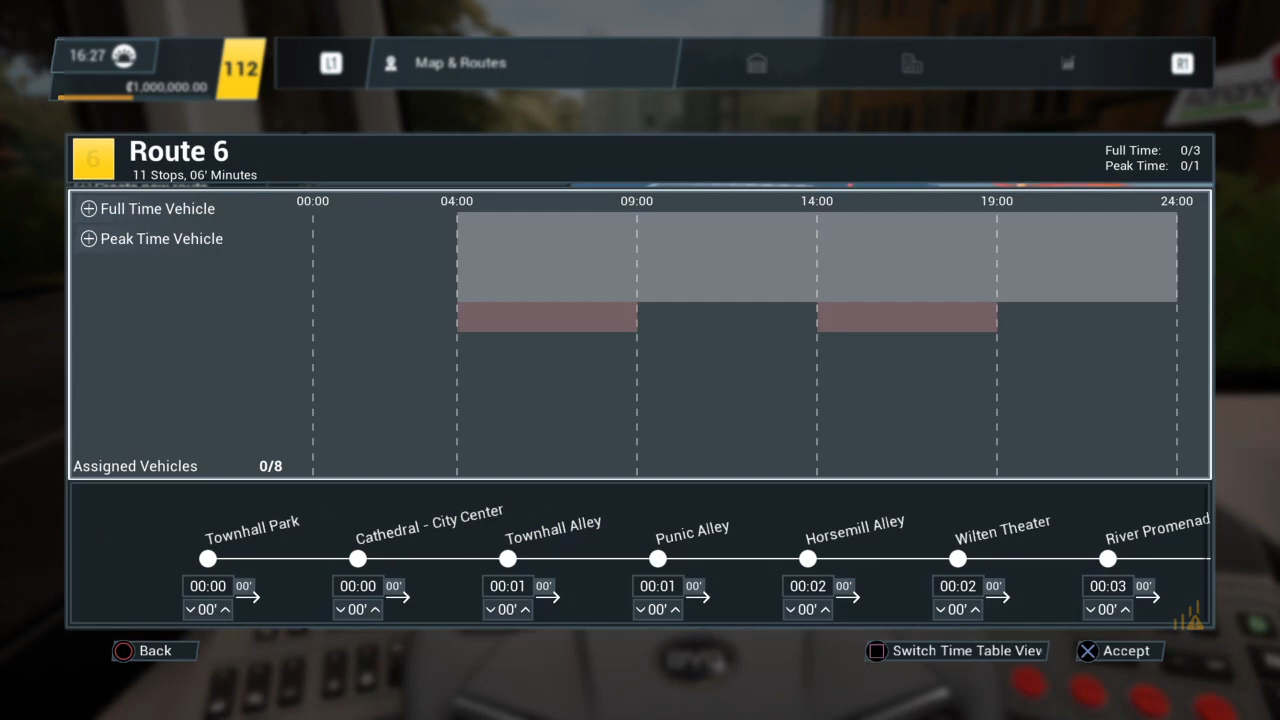 16:27
₡1,000,000.00
112
L1
Map & Routes
R1
6
Route 6
11 Stops, 06' Minutes
Full Time: 0/3
Peak Time: 0/1
Full Time Vehicle
Peak Time Vehicle
00:00 04:00 09:00 14:00 19:00 24:00
Assigned Vehicles 0/8
Townhall Park
Cathedral - City Center
Townhall Alley
Punic Alley
Horsemill Alley
Wilten Theater
River Promenad
00:00 00' 00:00 00' 00:01 00' 00:01 00' 00:02 00' 00:02 00' 00:03 00'
00' 00' 00' 00' 00' 00' 00'
Back
Switch Time Table Viev
Accept
BYD